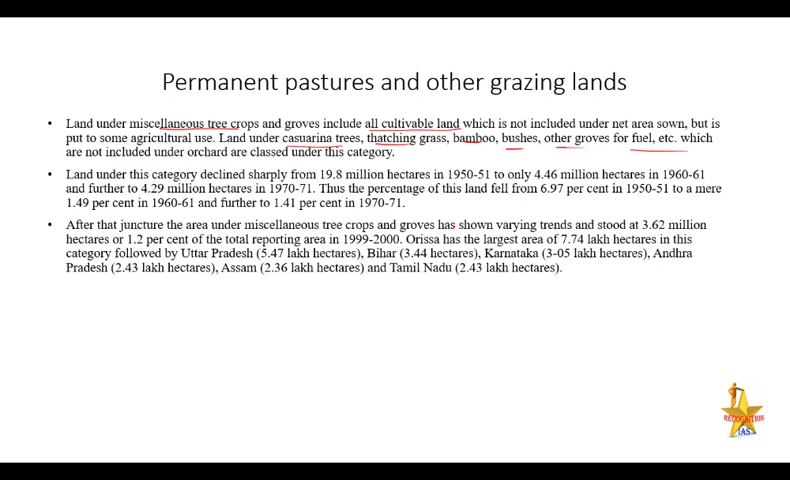 Permanent pastures and other grazing lands
• Land under miscellaneous tree crops and groves include all cultivable land which is not included under net area sown, but is
put to some agricultural use. Land under casuarina trees, thatching grass, bamboo, bushes, other groves for fuel, etc. which
are not included under orchard are classed under this category.
• Land under this category declined sharply from 19.8 million hectares in 1950-51 to only 4.46 million hectares in 1960-61
and further to 4.29 million hectares in 1970-71. Thus the percentage of this land fell from 6.97 per cent in 1950-51 to a mere
1.49 per cent in 1960-61 and further to 1.41 per cent in 1970-71.
• After that juncture the area under miscellaneous tree crops and groves has shown varying trends and stood at 3.62 million
hectares or 1.2 per cent of the total reporting area in 1999-2000. Orissa has the largest area of 7.74 lakh hectares in this
category followed by Uttar Pradesh (5.47 lakh hectares), Bihar (3.44 hectares), Karnataka (3-05 lakh hectares), Andhra
Pradesh (2.43 lakh hectares), Assam (2.36 lakh hectares) and Tamil Nadu (2.43 lakh hectares).
RECOGNITION
IAS